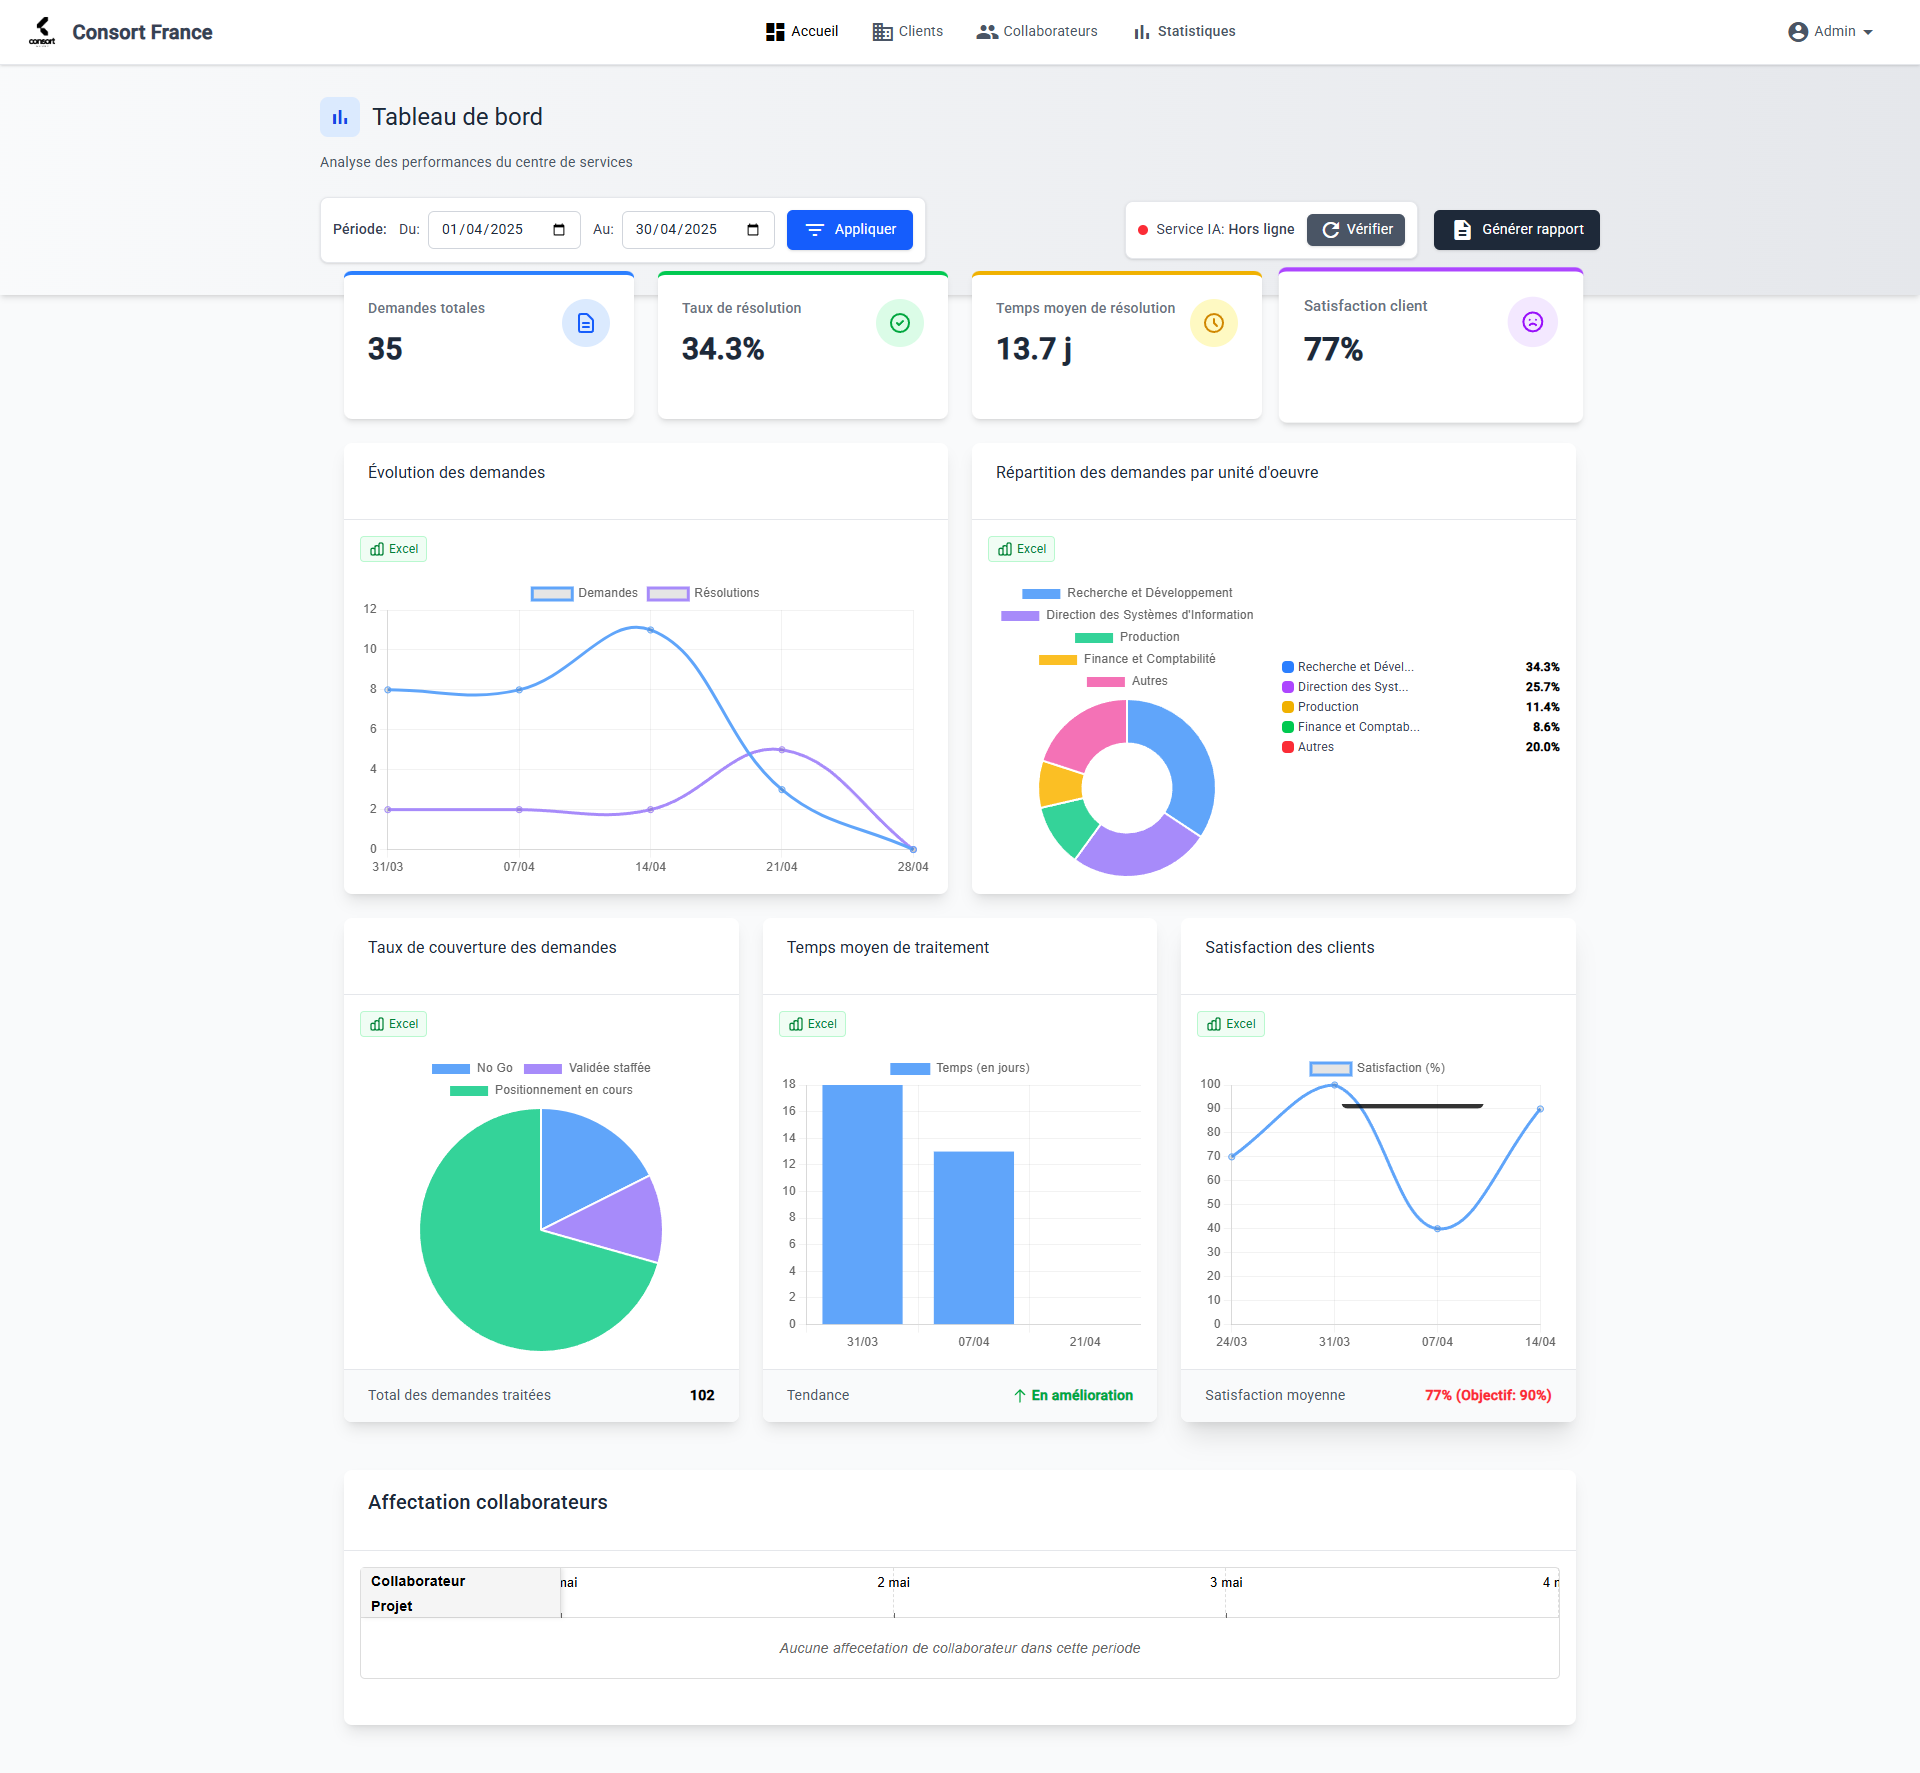 consort
Consort France
Accueil
Clients
Collaborateurs
Statistiques
Admin
Tableau de bord
Analyse des performances du centre de services
Période: Du: 01/04/2025 Au: 30/04/2025 Appliquer
Service IA: Hors ligne Vérifier
Générer rapport
Demandes totales
35
Taux de résolution
34.3%
Temps moyen de résolution
13.7 j
Satisfaction client
77%
Évolution des demandes
Excel
Demandes Résolutions
12
10
8
6
4
2
0
31/03 07/04 14/04 21/04 28/04
Répartition des demandes par unité d'oeuvre
Excel
Recherche et Développement
Direction des Systèmes d'Information
Production
Finance et Comptabilité
Autres
Recherche et Dével... 34.3%
Direction des Syst... 25.7%
Production 11.4%
Finance et Comptab... 8.6%
Autres 20.0%
Taux de couverture des demandes
Excel
No Go Validée staffée
Positionnement en cours
Total des demandes traitées 102
Temps moyen de traitement
Excel
Temps (en jours)
18
16
14
12
10
8
6
4
2
0
31/03 07/04 21/04
Tendance En amélioration
Satisfaction des clients
Excel
Satisfaction (%)
100
90
80
70
60
50
40
30
20
10
0
24/03 31/03 07/04 14/04
Satisfaction moyenne 77% (Objectif: 90%)
Affectation collaborateurs
Collaborateur
Projet
mai 2 mai 3 mai 4
Aucune affecetation de collaborateur dans cette periode